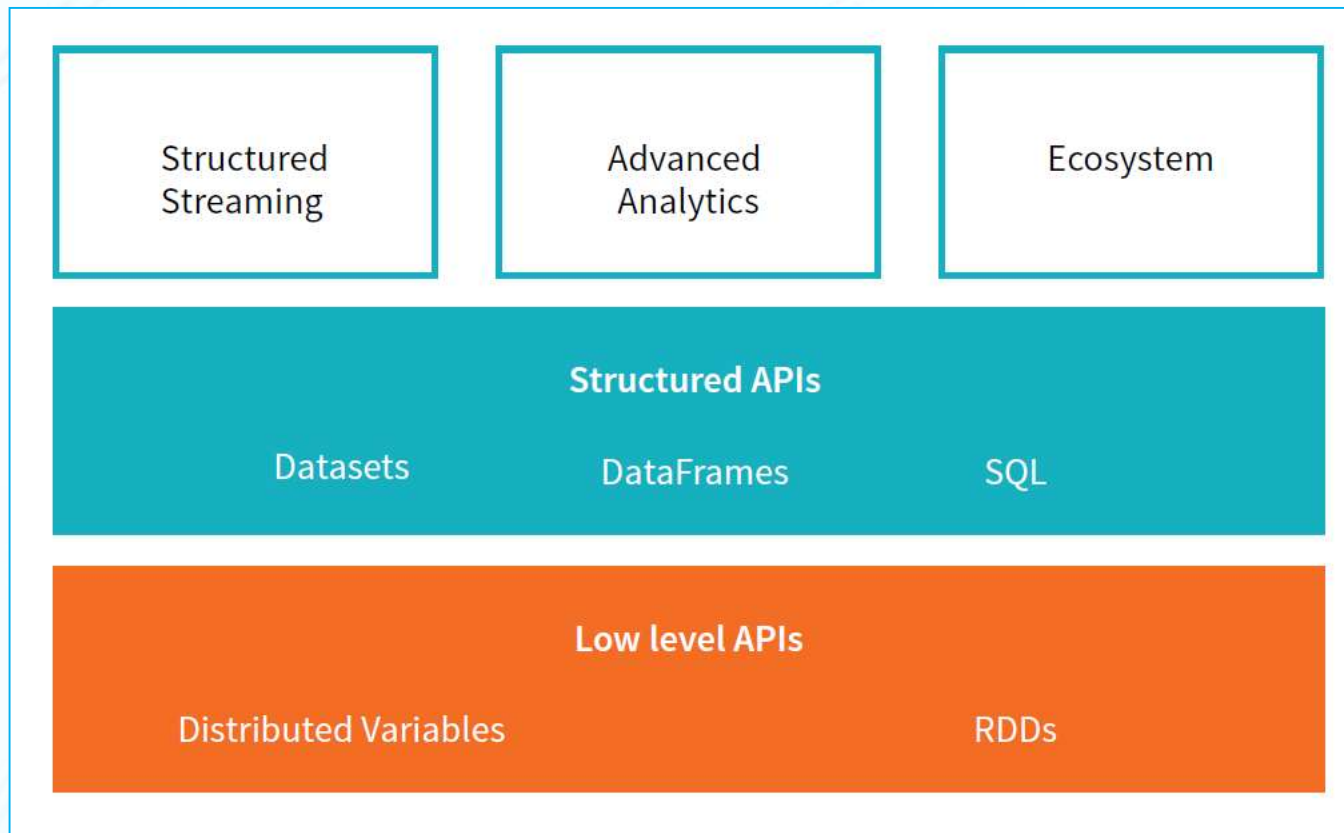 Structured
Streaming
Advanced
Analytics
Ecosystem
Structured APIs
Datasets
DataFrames
SQL
Low level APIs
Distributed Variables
RDDs